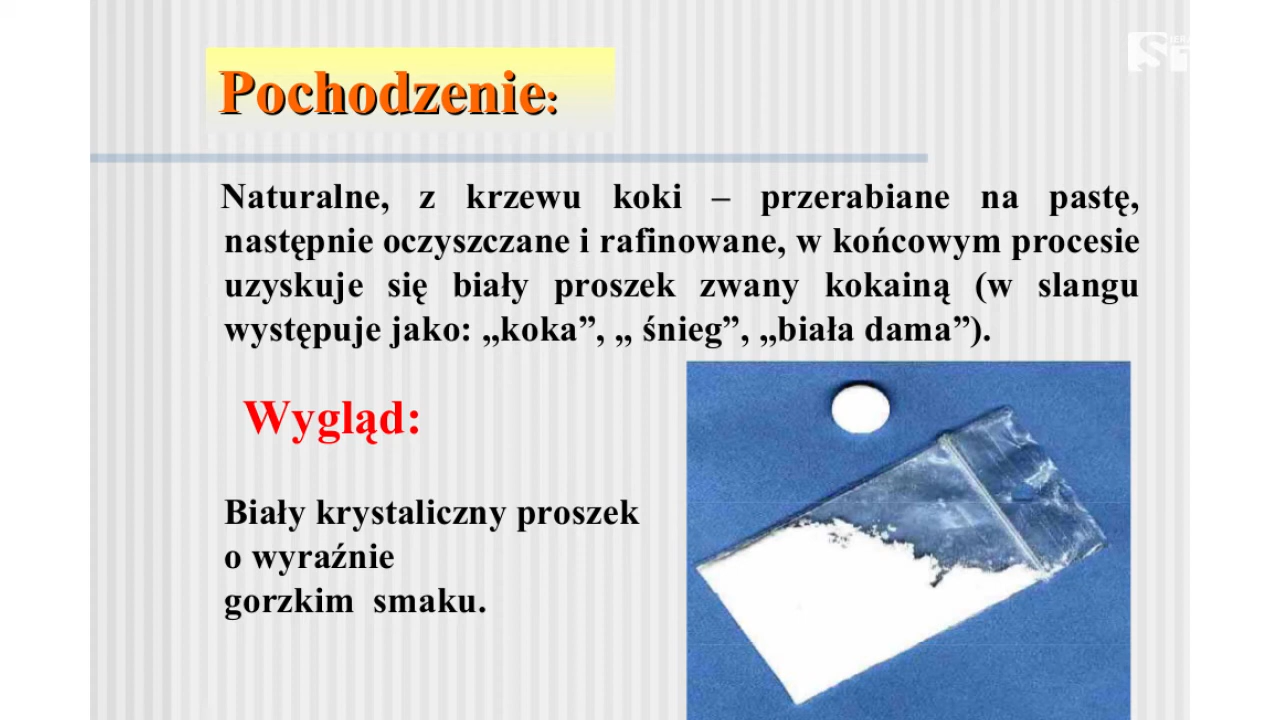 Pochodzenie:
Naturalne, z krzewu koki – przerabiane na pastę,
następnie oczyszczane i rafinowane, w końcowym procesie
uzyskuje się biały proszek zwany kokainą (w slangu
występuje jako: „koka”, „ śnieg”, „biała dama”).
Wygląd:
Biały krystaliczny proszek
o wyraźnie
gorzkim smaku.